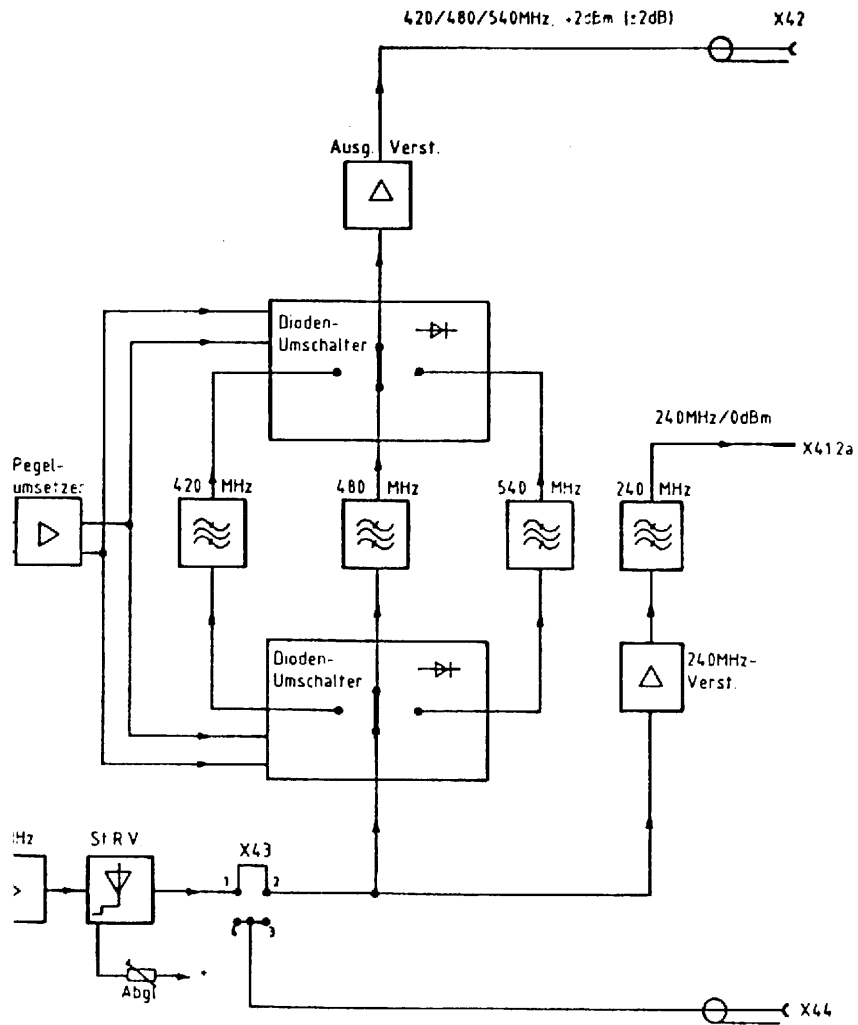 420/480/540MHz, +2dBm (±2dB)
X42
Ausg. Verst.
Dioden-
Umschalter
240MHz/0dBm
X412a
Pegel-
umsetzer
420 MHz
480 MHz
540 MHz
240 MHz
Dioden-
Umschalter
240MHz-
Verst.
Hz
St.R.V.
X43
1
2
3
+
Abgl
X44